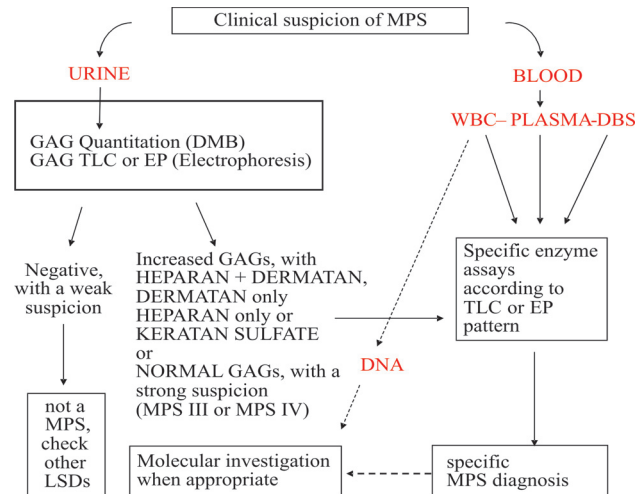 Clinical suspicion of MPS
URINE
BLOOD
WBC– PLASMA-DBS
GAG Quantitation (DMB)
GAG TLC or EP (Electrophoresis)
Negative,
with a weak
suspicion
Increased GAGs, with
HEPARAN + DERMATAN,
DERMATAN only
HEPARAN only or
KERATAN SULFATE
or
NORMAL GAGs, with a
strong suspicion
(MPS III or MPS IV)
Specific enzyme
assays
according to
TLC or EP
pattern
DNA
not a
MPS,
check
other
LSDs
Molecular investigation
when appropriate
specific
MPS diagnosis